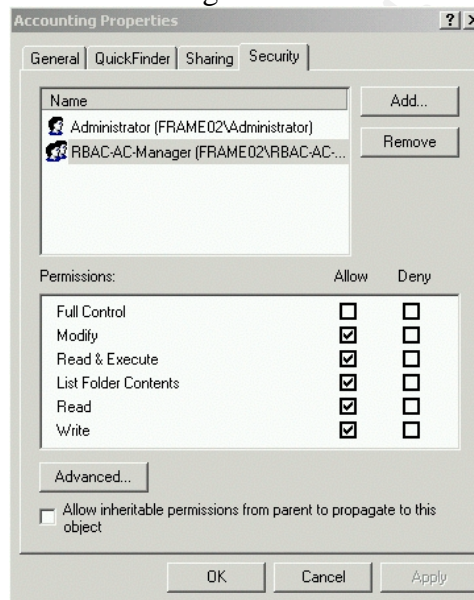 Accounting Properties
General QuickFinder Sharing Security
Name
Administrator (FRAME02\Administrator)
RBAC-AC-Manager (FRAME02\RBAC-AC-...
Add...
Remove
Permissions: Allow Deny
Full Control
Modify
Read & Execute
List Folder Contents
Read
Write
Advanced...
Allow inheritable permissions from parent to propagate to this
object
OK Cancel Apply